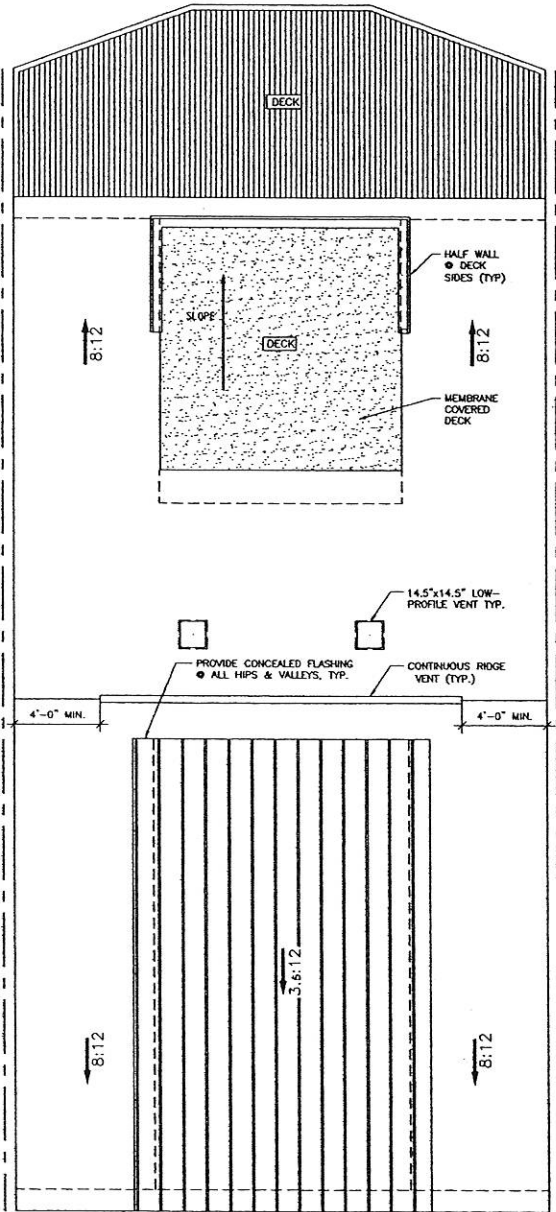 DECK
HALF WALL
@ DECK
SIDES (TYP)
SLOPE
8:12
8:12
DECK
MEMBRANE
COVERED
DECK
14.5"x14.5" LOW-
PROFILE VENT TYP.
PROVIDE CONCEALED FLASHING
@ ALL HIPS & VALLEYS, TYP.
CONTINUOUS RIDGE
VENT (TYP.)
4'-0" MIN.
4'-0" MIN.
3.5:12
8:12
8:12